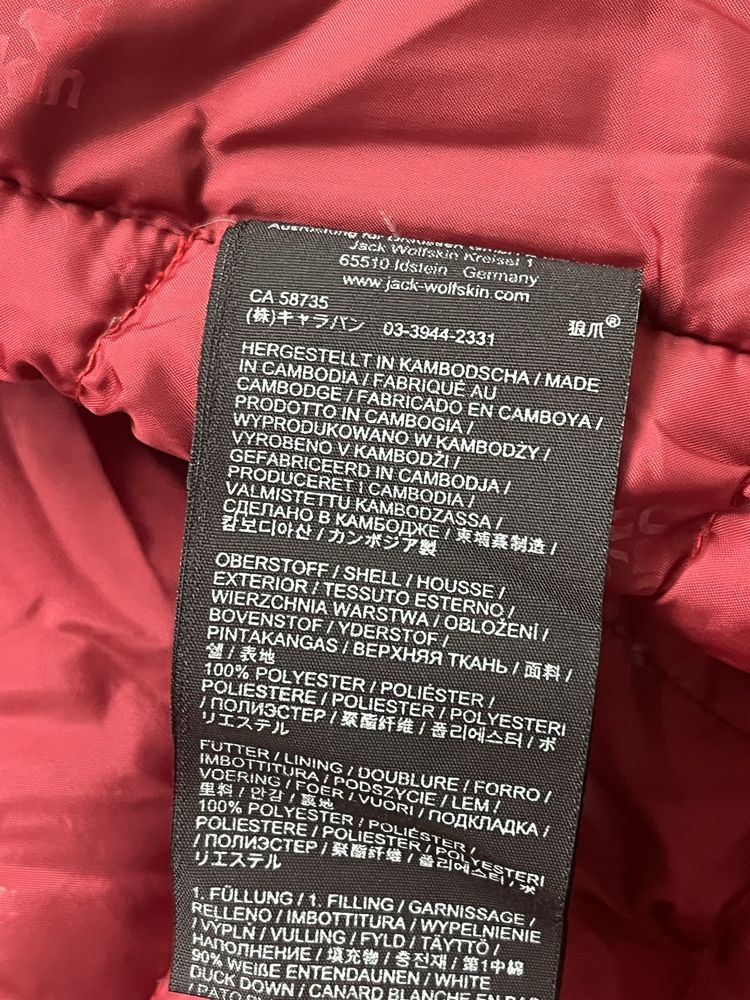 kin
Ausrüstung für Draussen GmbH
Jack Wolfskin Kreisel 1
65510 Idstein Germany
www.jack-wolfskin.com
CA 58735
(株)キャラバン 03-3944-2331 狼爪®
HERGESTELLT IN KAMBODSCHA / MADE
IN CAMBODIA / FABRIQUÉ AU
CAMBODGE / FABRICADO EN CAMBOYA /
PRODOTTO IN CAMBOGIA /
WYPRODUKOWANO W KAMBODŻY /
VYROBENO V KAMBODŽI /
GEFABRICEERD IN CAMBODJA /
PRODUCERET I CAMBODIA /
VALMISTETTU KAMBODZASSA /
СДЕЛАНО В КАМБОДЖЕ / 柬埔寨制造 /
캄보디아산 / カンボジア製
OBERSTOFF / SHELL / HOUSSE /
EXTERIOR / TESSUTO ESTERNO /
WIERZCHNIA WARSTWA / OBLOŽENÍ /
BOVENSTOF / YDERSTOF /
PINTAKANGAS / ВЕРХНЯЯ ТКАНЬ / 面料 /
쉘 / 表地
100% POLYESTER / POLIÉSTER /
POLIESTERE / POLIESTER / POLYESTERI
/ ПОЛИЭСТЕР / 聚酯纤维 / 폴리에스터 / ポ
リエステル
FUTTER / LINING / DOUBLURE / FORRO /
IMBOTTITURA / PODSZYCIE / LEM /
VOERING / FOER / VUORI / ПОДКЛАДКА /
里料 / 안감 / 裏地
100% POLYESTER / POLIÉSTER /
POLIESTERE / POLIESTER / POLYESTERI
/ ПОЛИЭСТЕР / 聚酯纤维 / 폴리에스터 / ポ
リエステル
1. FÜLLUNG / 1. FILLING / GARNISSAGE /
RELLENO / IMBOTTITURA / WYPEŁNIENIE
/ VÝPLN / VULLING / FYLD / TÄYTTÖ /
НАПОЛНЕНИЕ / 填充物 / 충전재 / 第1中綿
90% WEIßE ENTENDAUNEN / WHITE
DUCK DOWN / CANARD BLANCHE EN